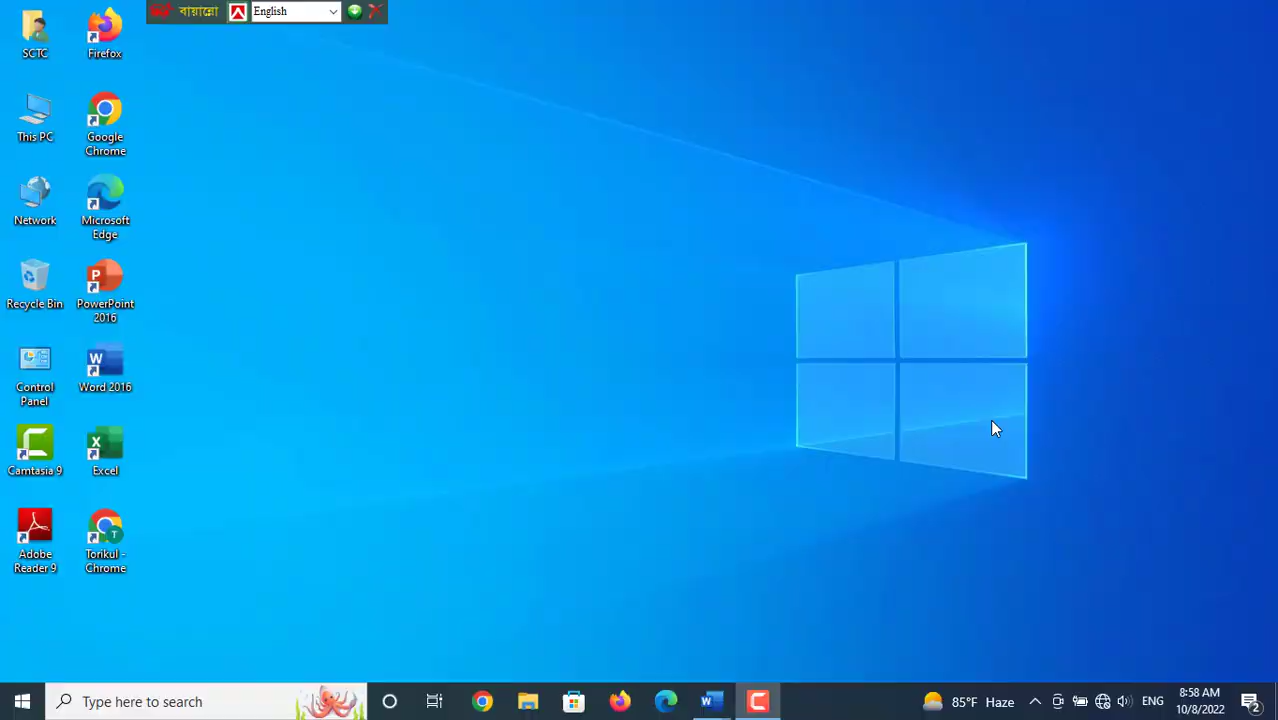 বায়ান্নো
English
SCTC
Firefox
This PC
Google
Chrome
Network
Microsoft
Edge
Recycle Bin
PowerPoint
2016
Control
Panel
Word 2016
Camtasia 9
Excel
Adobe
Reader 9
Torikul -
Chrome
Type here to search
85°F Haze
ENG
8:58 AM
10/8/2022
2